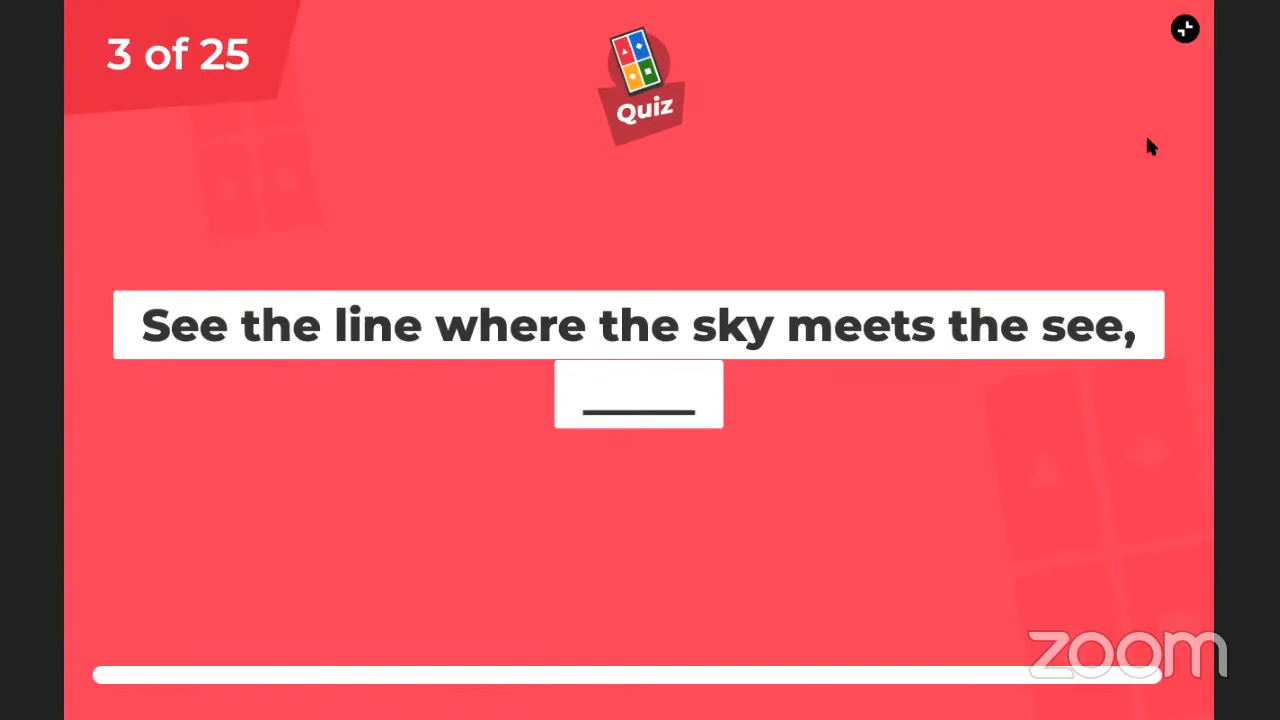 3 of 25
Quiz
See the line where the sky meets the see,
______
zoom